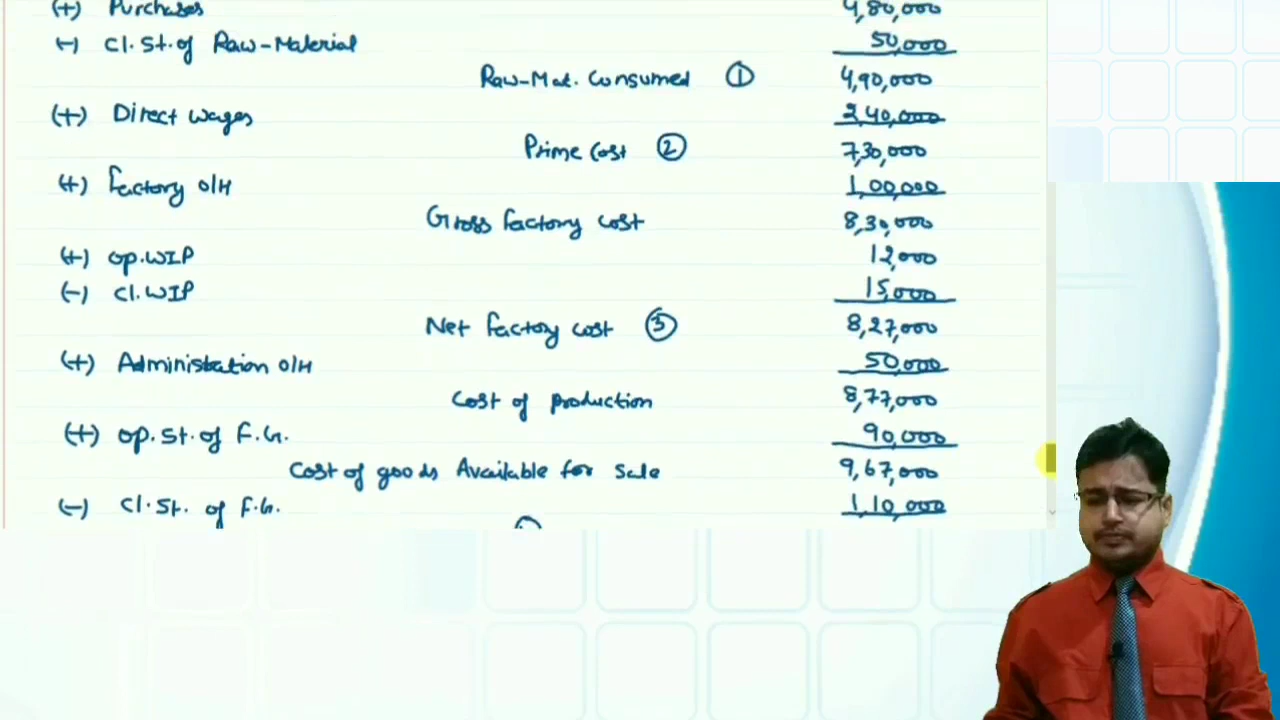 (+) Purchases 4,80,000
(-) Cl.St.of Raw-Material 50,000
Raw-Mat. Consumed ① 4,90,000
(+) Direct wages 2,40,000
Prime Cost ② 7,30,000
(+) Factory O/H 1,00,000
Gross factory cost 8,30,000
(+) op.WIP 12,000
(-) Cl.WIP 15,000
Net factory cost ③ 8,27,000
(+) Administration O/H 50,000
Cost of production 8,77,000
(+) op.St.of F.G. 90,000
Cost of goods Available for Sale 9,67,000
(-) Cl.St. of F.G. 1,10,000